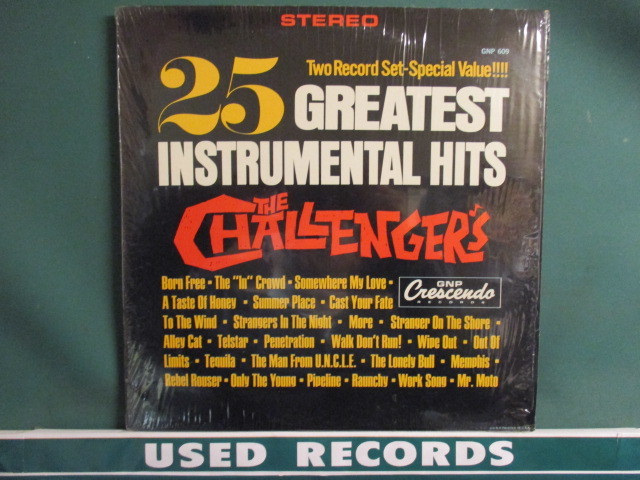 STEREO
GNP 609
Two Record Set-Special Value!!!!
25 GREATEST
INSTRUMENTAL HITS
THE
CHALLENGERS
Born Free • The "In" Crowd • Somewhere My Love •
A Taste Of Honey • Summer Place • Cast Your Fate
GNP
Crescendo
RECORDS
To The Wind • Strangers In The Night • More • Stranger On The Shore •
Alley Cat • Telstar • Penetration • Walk Don't Run! • Wipe Out • Out Of
Limits • Tequila • The Man From U.N.C.L.E. • The Lonely Bull • Memphis •
Rebel Rouser • Only The Young • Pipeline • Raunchy • Work Song • Mr. Moto
USED RECORDS